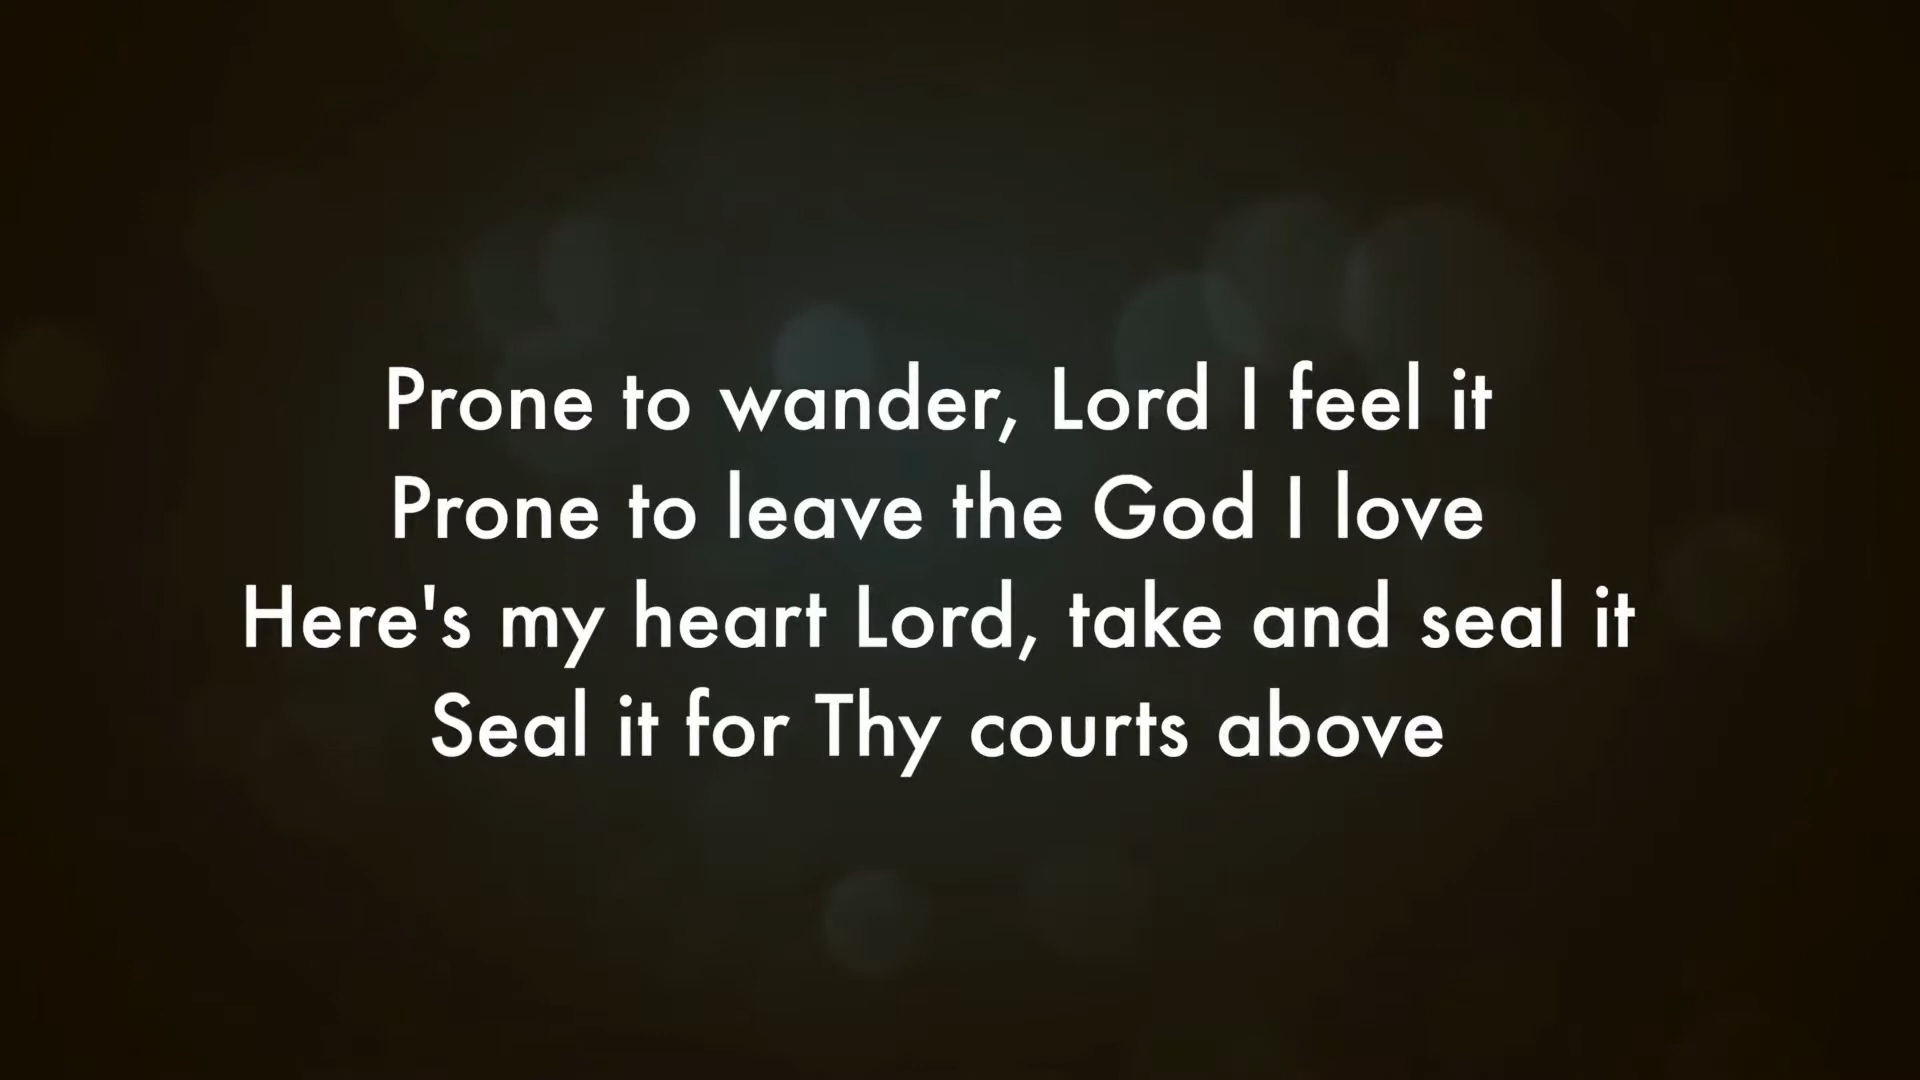 Prone to wander, Lord I feel it
Prone to leave the God I love
Here's my heart Lord, take and seal it
Seal it for Thy courts above